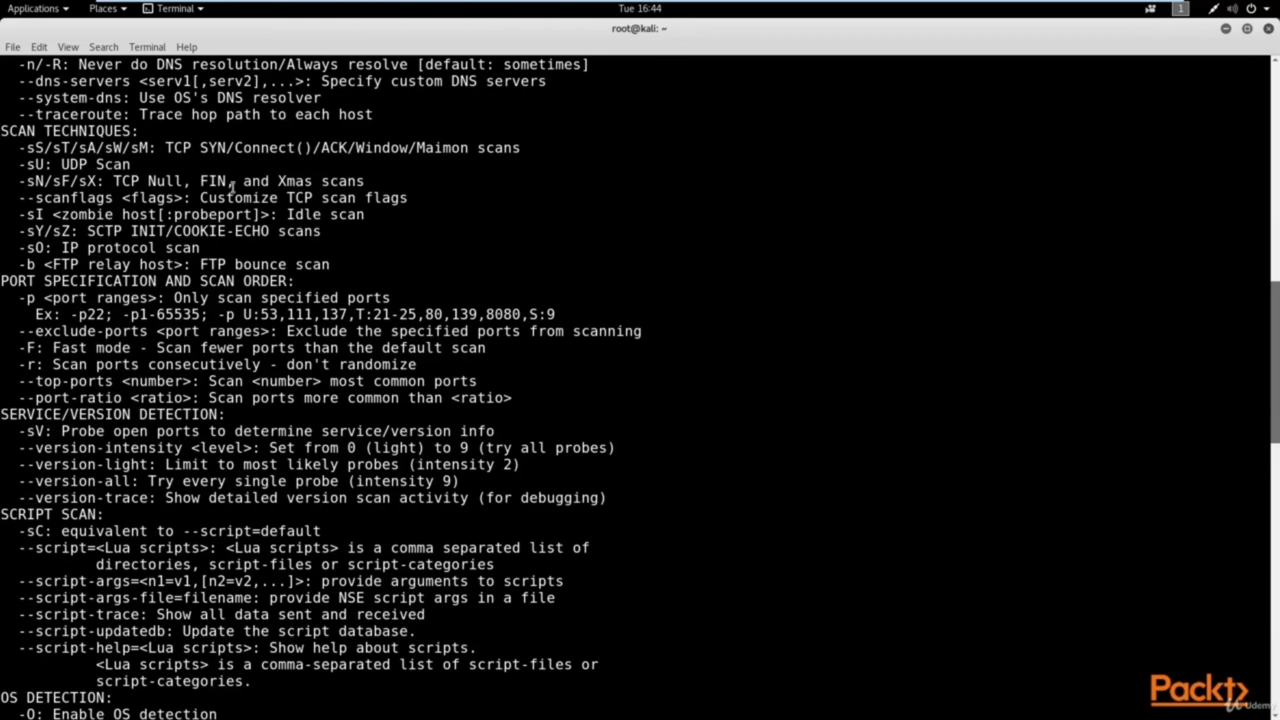 Applications Places Terminal Tue 16:44 1
root@kali: ~
File Edit View Search Terminal Help
-n/-R: Never do DNS resolution/Always resolve [default: sometimes]
--dns-servers <serv1[,serv2],...>: Specify custom DNS servers
--system-dns: Use OS's DNS resolver
--traceroute: Trace hop path to each host
SCAN TECHNIQUES:
-sS/sT/sA/sW/sM: TCP SYN/Connect()/ACK/Window/Maimon scans
-sU: UDP Scan
-sN/sF/sX: TCP Null, FIN, and Xmas scans
--scanflags <flags>: Customize TCP scan flags
-sI <zombie host[:probeport]>: Idle scan
-sY/sZ: SCTP INIT/COOKIE-ECHO scans
-sO: IP protocol scan
-b <FTP relay host>: FTP bounce scan
PORT SPECIFICATION AND SCAN ORDER:
-p <port ranges>: Only scan specified ports
Ex: -p22; -p1-65535; -p U:53,111,137,T:21-25,80,139,8080,S:9
--exclude-ports <port ranges>: Exclude the specified ports from scanning
-F: Fast mode - Scan fewer ports than the default scan
-r: Scan ports consecutively - don't randomize
--top-ports <number>: Scan <number> most common ports
--port-ratio <ratio>: Scan ports more common than <ratio>
SERVICE/VERSION DETECTION:
-sV: Probe open ports to determine service/version info
--version-intensity <level>: Set from 0 (light) to 9 (try all probes)
--version-light: Limit to most likely probes (intensity 2)
--version-all: Try every single probe (intensity 9)
--version-trace: Show detailed version scan activity (for debugging)
SCRIPT SCAN:
-sC: equivalent to --script=default
--script=<Lua scripts>: <Lua scripts> is a comma separated list of
directories, script-files or script-categories
--script-args=<n1=v1,[n2=v2,...]>: provide arguments to scripts
--script-args-file=filename: provide NSE script args in a file
--script-trace: Show all data sent and received
--script-updatedb: Update the script database.
--script-help=<Lua scripts>: Show help about scripts.
<Lua scripts> is a comma-separated list of script-files or
script-categories.
OS DETECTION:
-O: Enable OS detection
Packt>
Udemy